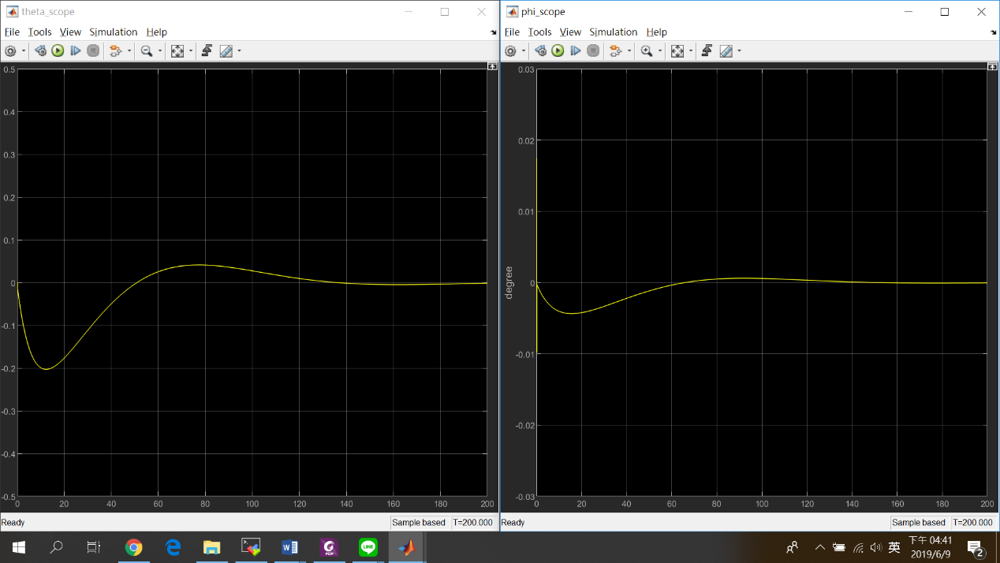 theta_scope
File Tools View Simulation Help
0.5
0.4
0.3
0.2
0.1
0
-0.1
-0.2
-0.3
-0.4
-0.5
0 20 40 60 80 100 120 140 160 180 200
Ready Sample based T=200.000
phi_scope
File Tools View Simulation Help
degree
0.03
0.02
0.01
0
-0.01
-0.02
-0.03
0 20 40 60 80 100 120 140 160 180 200
Ready Sample based T=200.000
W PDF LINE
英
下午 04:41
2019/6/9
2